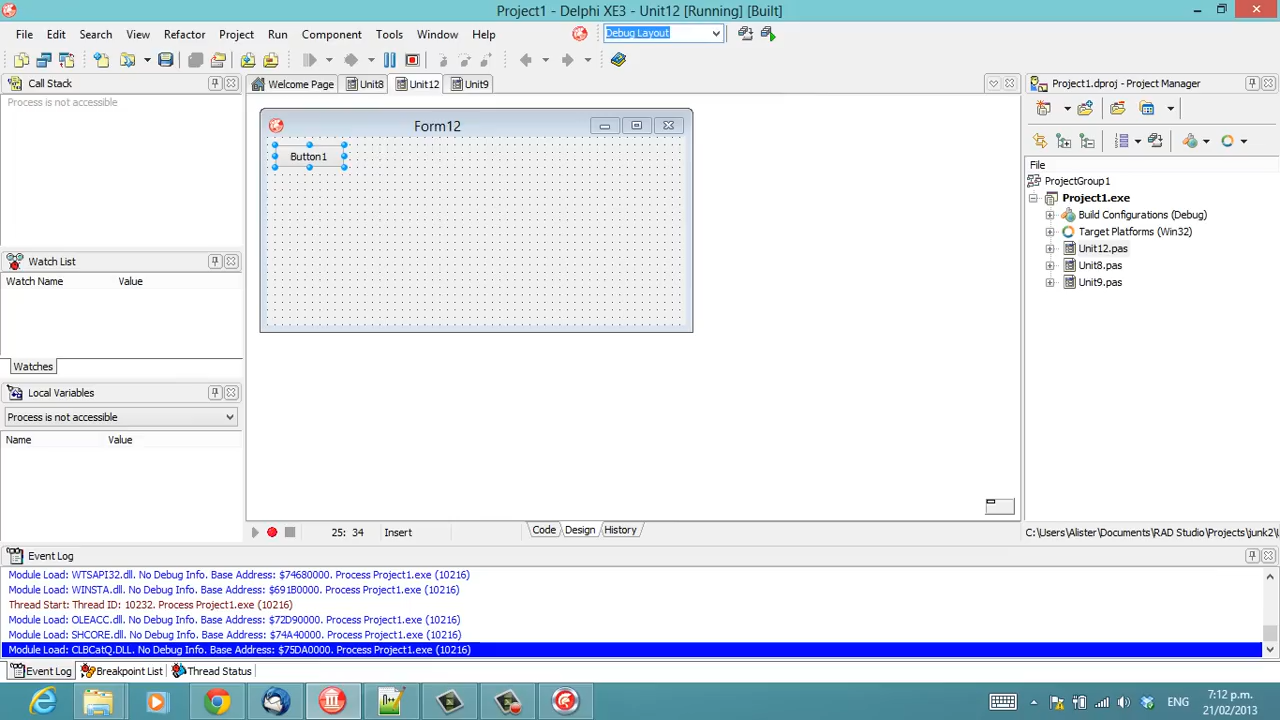 Project1 - Delphi XE3 - Unit12 [Running] [Built]
File Edit Search View Refactor Project Run Component Tools Window Help
Debug Layout
Call Stack
Process is not accessible
Welcome Page Unit8 Unit12 Unit9
Form12
Button1
Watch List
Watch Name Value
Watches
Local Variables
Process is not accessible
Name Value
25: 34 Insert
Code Design History
Project1.dproj - Project Manager
File
ProjectGroup1
Project1.exe
Build Configurations (Debug)
Target Platforms (Win32)
Unit12.pas
Unit8.pas
Unit9.pas
C:\Users\Alister\Documents\RAD Studio\Projects\junk2\
Event Log
Module Load: WTSAPI32.dll. No Debug Info. Base Address: $74680000. Process Project1.exe (10216)
Module Load: WINSTA.dll. No Debug Info. Base Address: $691B0000. Process Project1.exe (10216)
Thread Start: Thread ID: 10232. Process Project1.exe (10216)
Module Load: OLEACC.dll. No Debug Info. Base Address: $72D90000. Process Project1.exe (10216)
Module Load: SHCORE.dll. No Debug Info. Base Address: $74A40000. Process Project1.exe (10216)
Module Load: CLBCatQ.DLL. No Debug Info. Base Address: $75DA0000. Process Project1.exe (10216)
Event Log Breakpoint List Thread Status
ENG
7:12 p.m.
21/02/2013